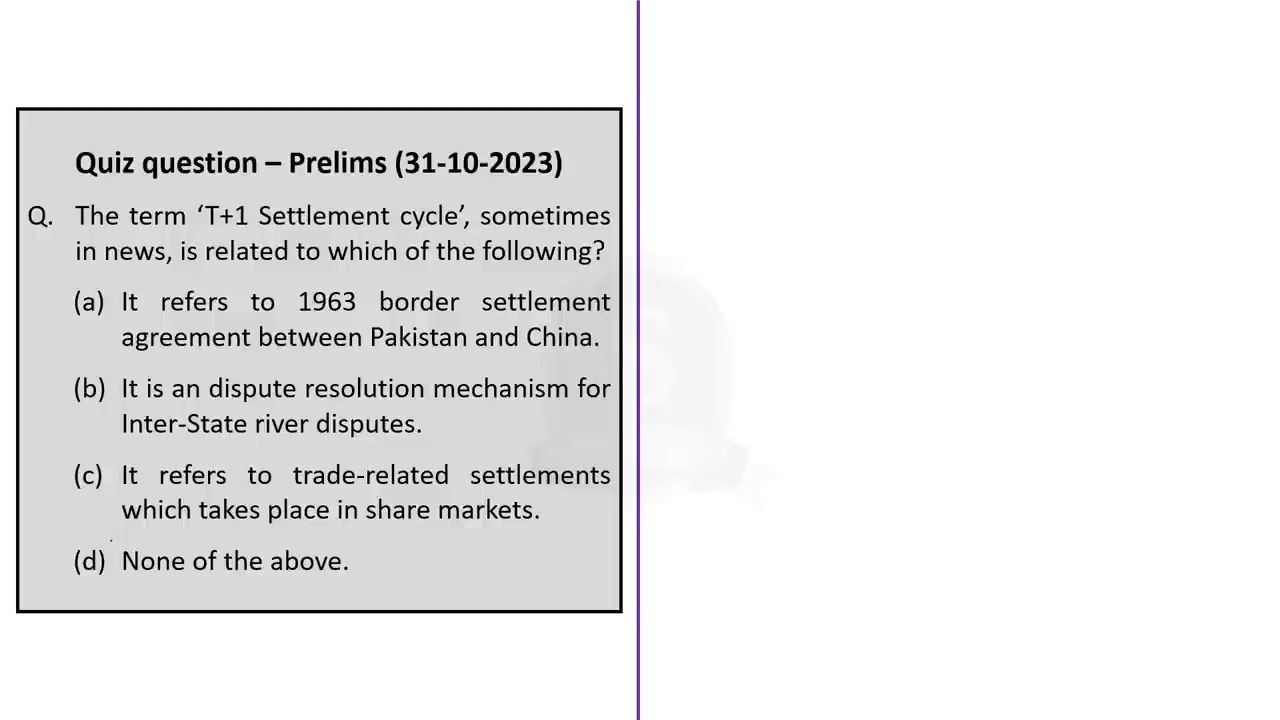 Quiz question – Prelims (31-10-2023)
Q. The term ‘T+1 Settlement cycle’, sometimes
in news, is related to which of the following?
(a) It refers to 1963 border settlement
agreement between Pakistan and China.
(b) It is an dispute resolution mechanism for
Inter-State river disputes.
(c) It refers to trade-related settlements
which takes place in share markets.
(d) None of the above.